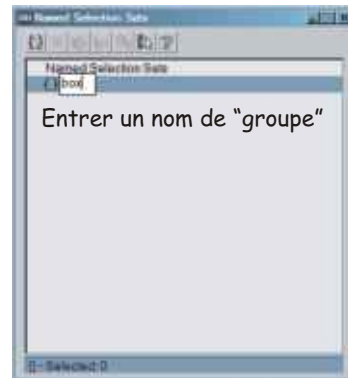 Named Selection Sets
Named Selection Sets
{} box
Entrer un nom de “groupe”
{}- Selected: 0